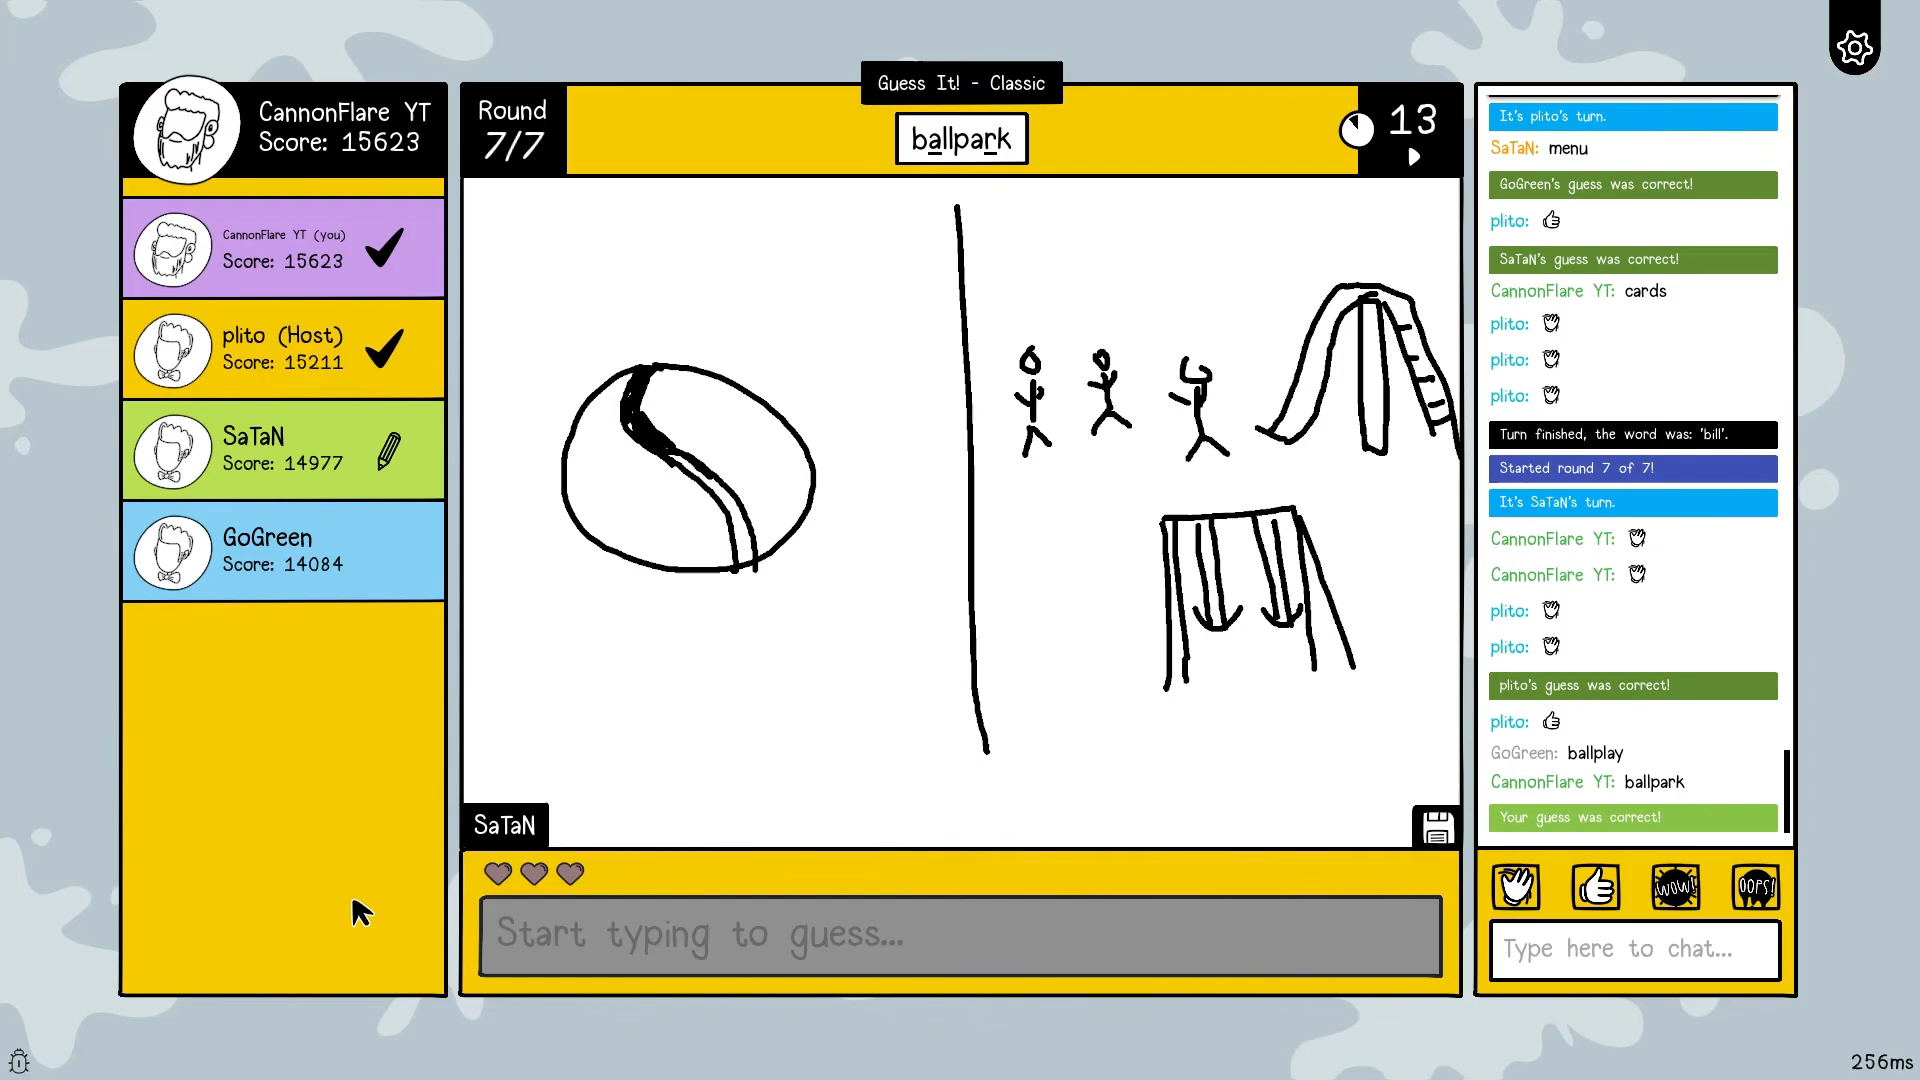 CannonFlare YT
Score: 15623
CannonFlare YT (you)
Score: 15623
plito (Host)
Score: 15211
SaTaN
Score: 14977
GoGreen
Score: 14084
Guess It! - Classic
Round
7/7
ballpark
13
SaTaN
Start typing to guess...
It's plito's turn.
SaTaN: menu
GoGreen's guess was correct!
plito:
SaTaN's guess was correct!
CannonFlare YT: cards
plito:
plito:
plito:
Turn finished, the word was: 'bill'.
Started round 7 of 7!
It's SaTaN's turn.
CannonFlare YT:
CannonFlare YT:
plito:
plito:
plito's guess was correct!
plito:
GoGreen: ballplay
CannonFlare YT: ballpark
Your guess was correct!
WOW!
OOPS!
Type here to chat...
256ms